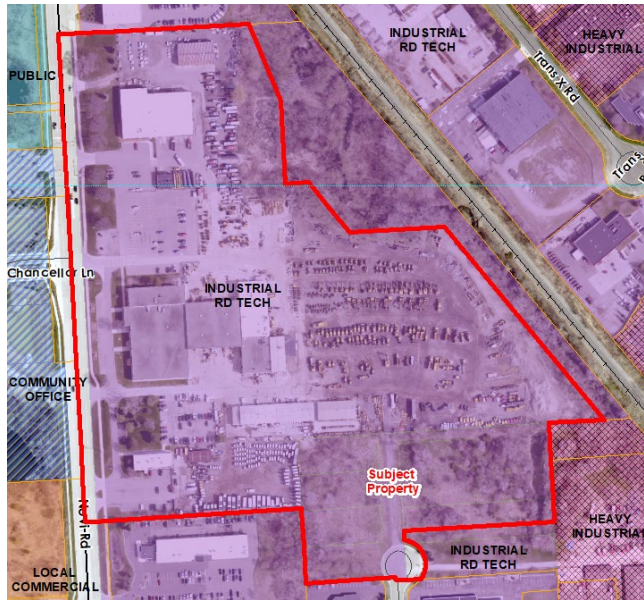 INDUSTRIAL
RD TECH
HEAVY
INDUSTRIAL
Trans X Rd
PUBLIC
Chancellor Ln
INDUSTRIAL
RD TECH
COMMUNITY
OFFICE
Subject
Property
Novi Rd
HEAVY
INDUSTRIAL
INDUSTRIAL
RD TECH
LOCAL
COMMERCIAL